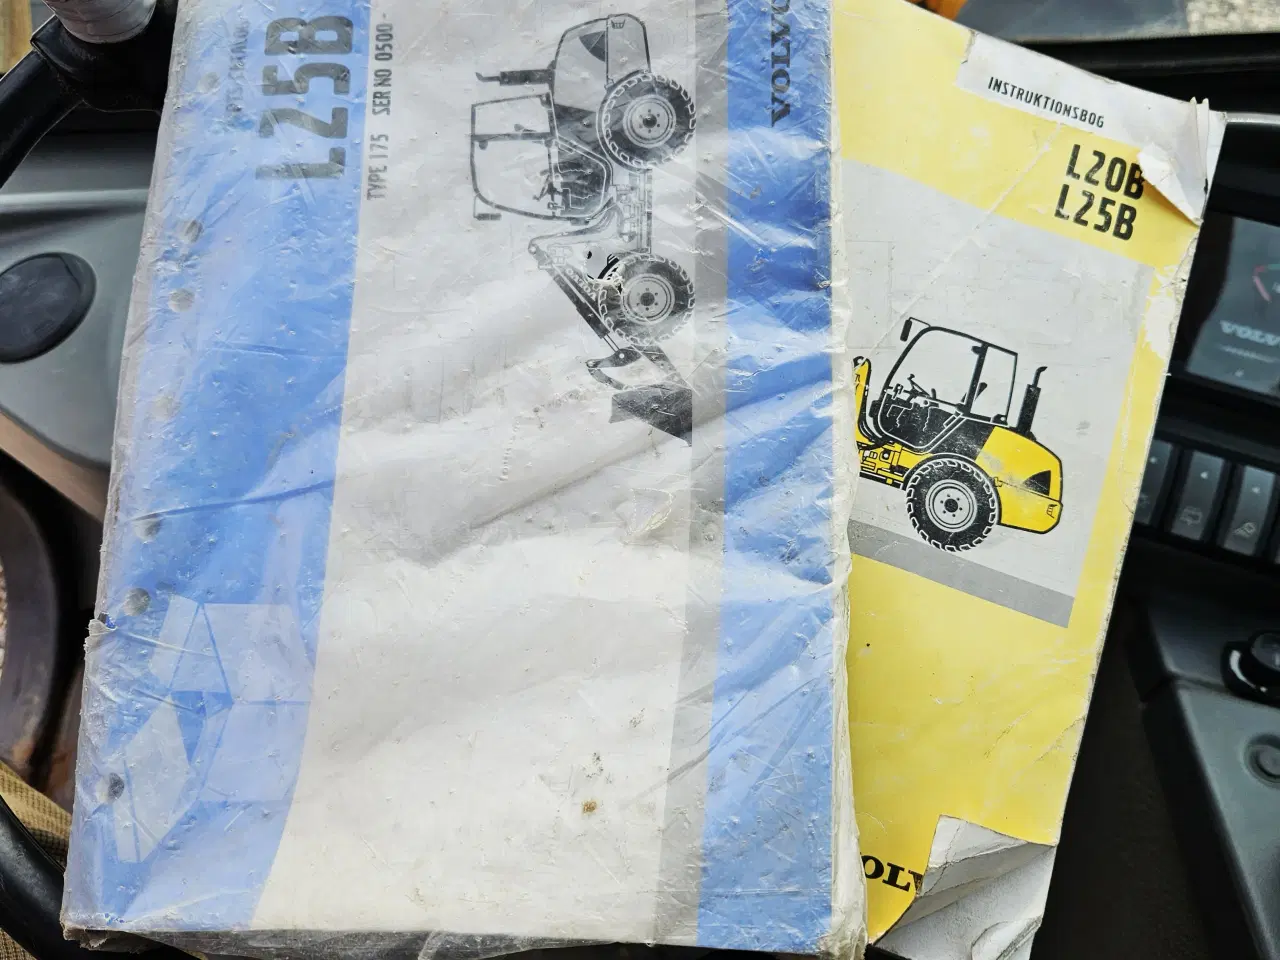 L25B
TYPE 175 SER NO 0500 -
VOLVO
INSTRUKTIONSBOG
L20B
L25B
VOLV